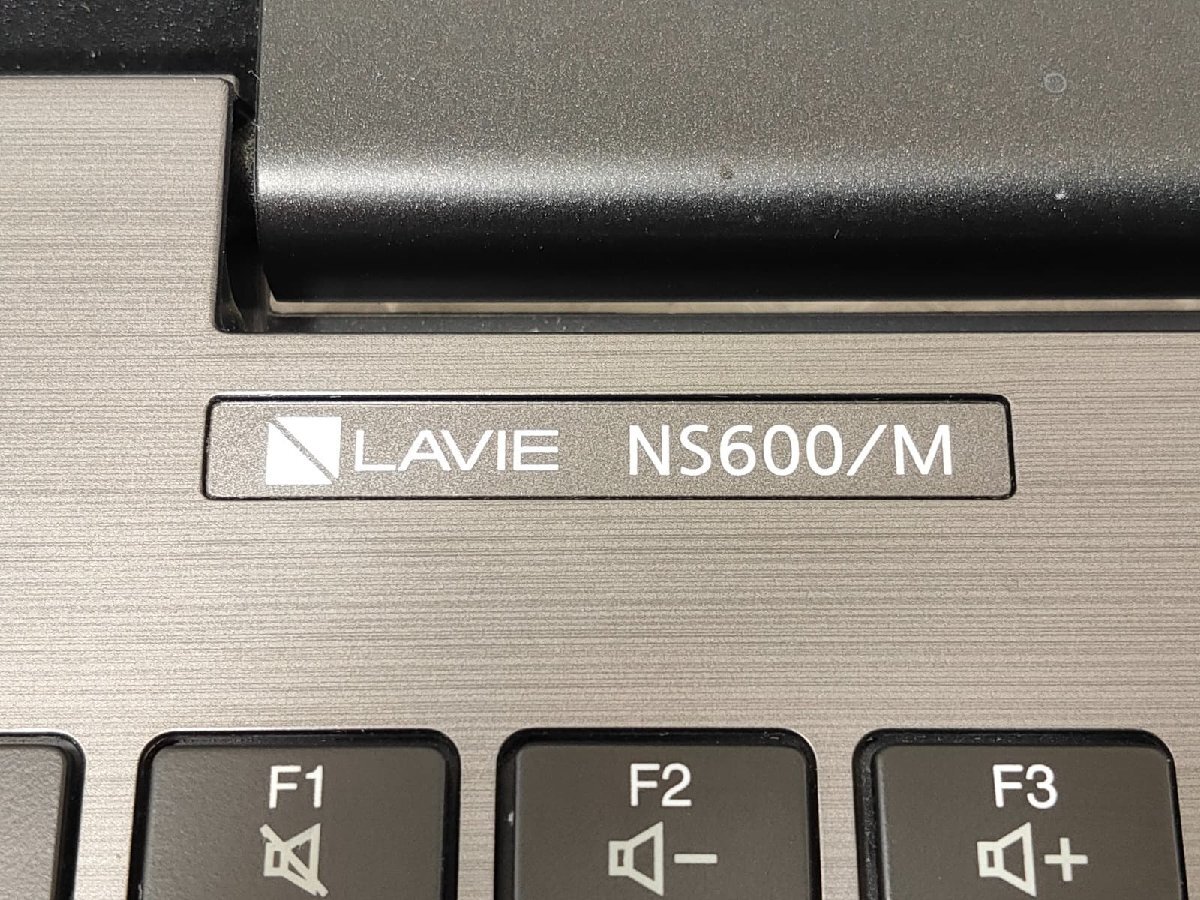 LAVIE NS600/M
F1 F2 F3